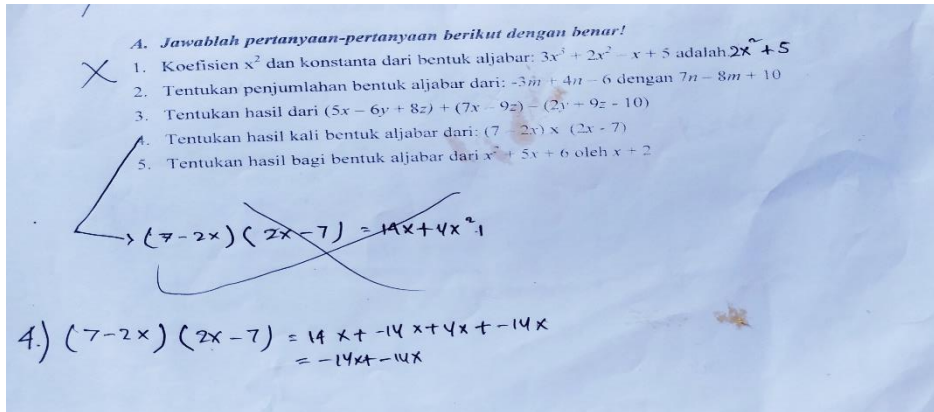 A. Jawablah pertanyaan-pertanyaan berikut dengan benar!
1. Koefisien x² dan konstanta dari bentuk aljabar: 3x³ + 2x² – x + 5 adalah 2x² + 5
2. Tentukan penjumlahan bentuk aljabar dari: -3m + 4n – 6 dengan 7n – 8m + 10
3. Tentukan hasil dari (5x – 6y + 8z) + (7x – 9z) – (2y + 9z - 10)
4. Tentukan hasil kali bentuk aljabar dari: (7 – 2x) x (2x - 7)
5. Tentukan hasil bagi bentuk aljabar dari x² + 5x + 6 oleh x + 2
(7-2x)(2x-7) = 14x+4x²
4.) (7-2x)(2x-7) = 14x+-14x+4x+-14x
= -14x+-14x